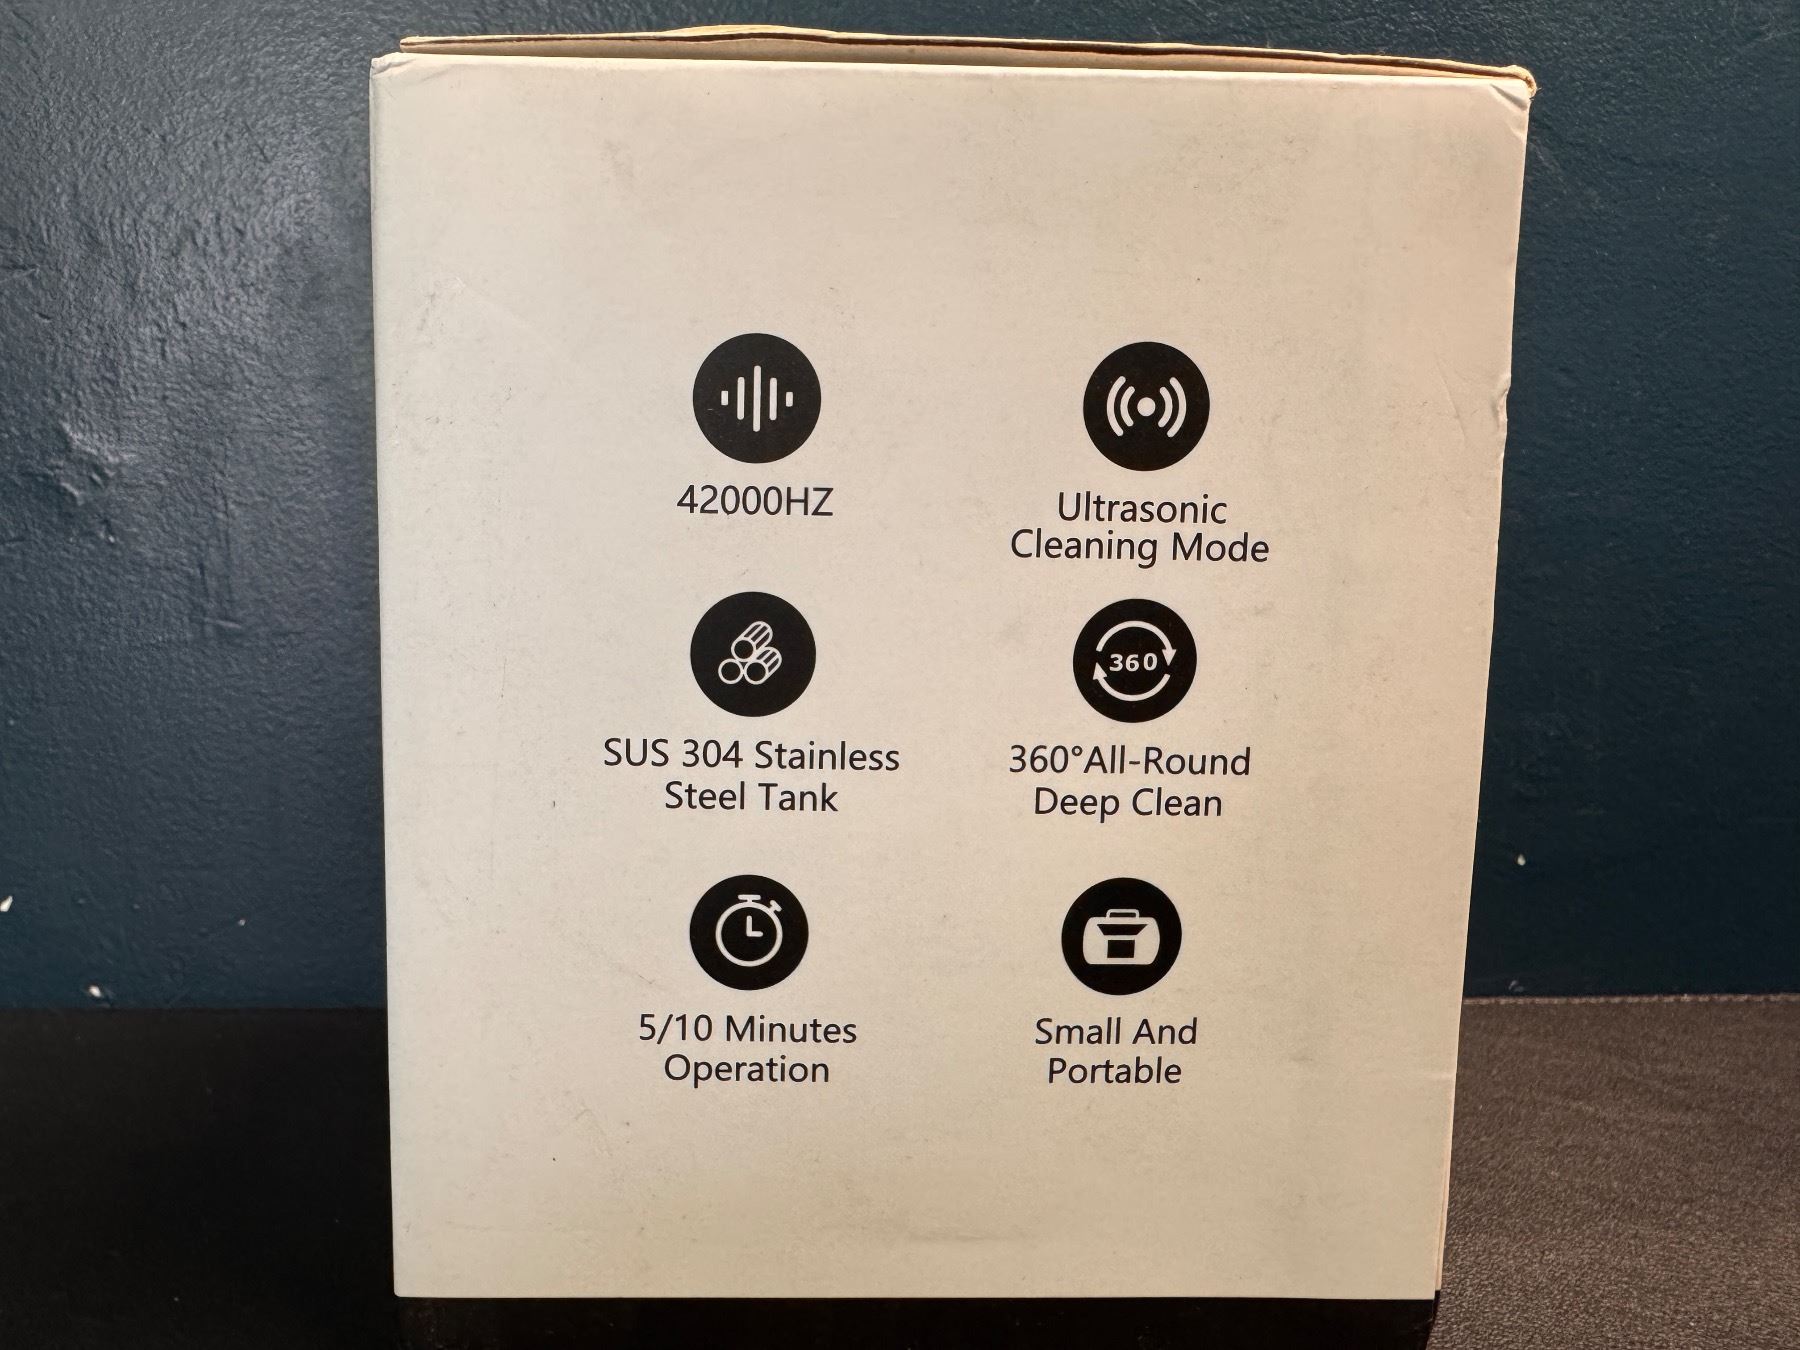 42000HZ
Ultrasonic
Cleaning Mode
SUS 304 Stainless
Steel Tank
360
360°All-Round
Deep Clean
5/10 Minutes
Operation
Small And
Portable